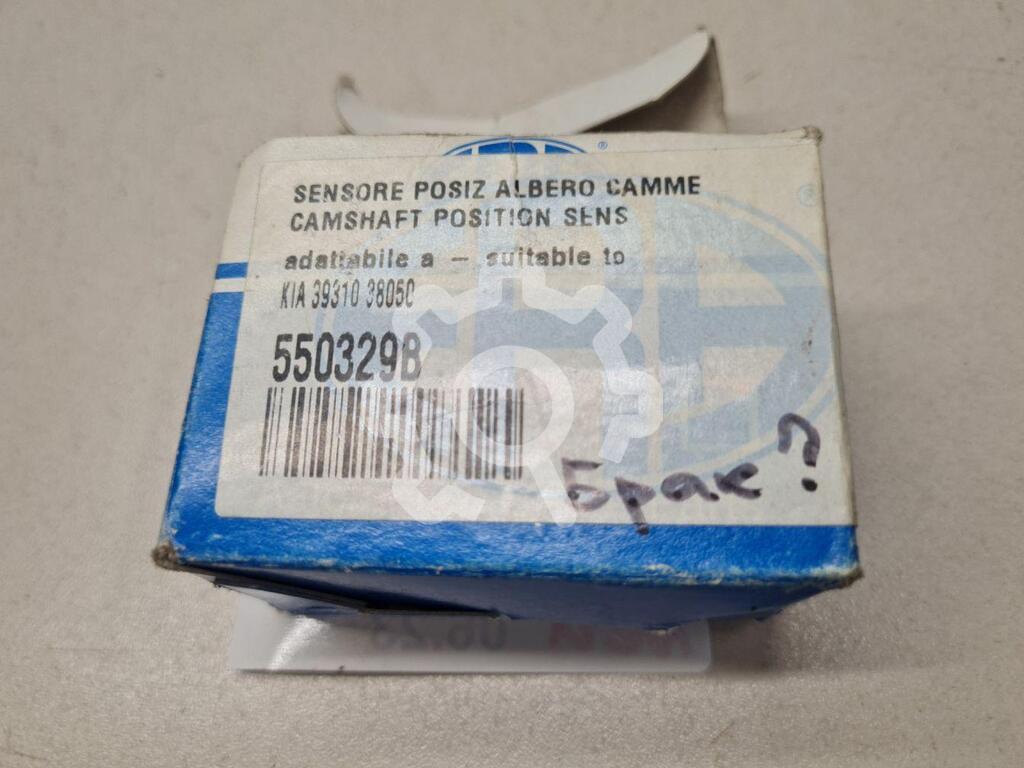 SENSORE POSIZ ALBERO CAMME
CAMSHAFT POSITION SENS
adattabile a – suitable to
KIA 39310 38050
550329B
Брак?